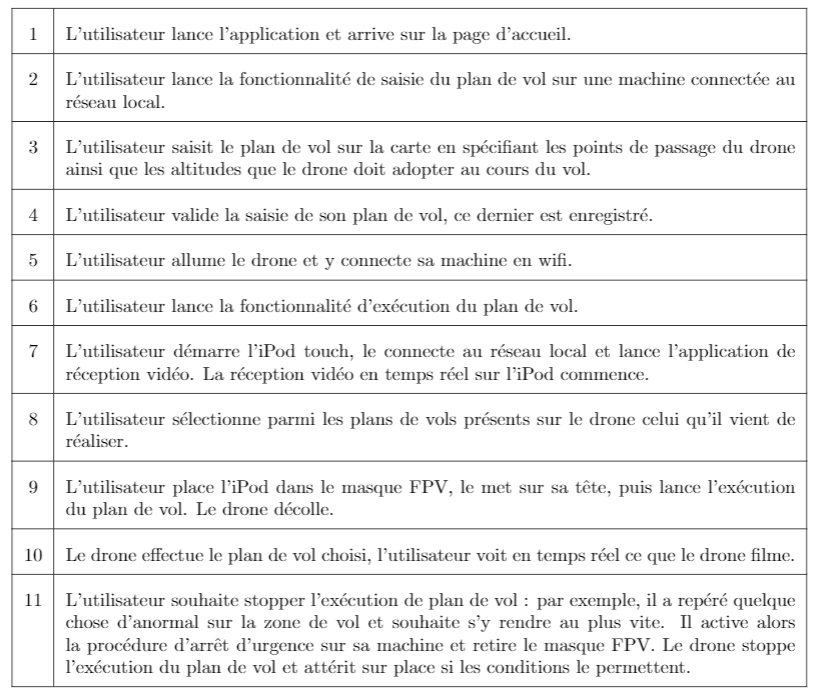 1 L'utilisateur lance l'application et arrive sur la page d'accueil.
2 L'utilisateur lance la fonctionnalité de saisie du plan de vol sur une machine connectée au
réseau local.
3 L'utilisateur saisit le plan de vol sur la carte en spécifiant les points de passage du drone
ainsi que les altitudes que le drone doit adopter au cours du vol.
4 L'utilisateur valide la saisie de son plan de vol, ce dernier est enregistré.
5 L'utilisateur allume le drone et y connecte sa machine en wifi.
6 L'utilisateur lance la fonctionnalité d'exécution du plan de vol.
7 L'utilisateur démarre l'iPod touch, le connecte au réseau local et lance l'application de
réception vidéo. La réception vidéo en temps réel sur l'iPod commence.
8 L'utilisateur sélectionne parmi les plans de vols présents sur le drone celui qu'il vient de
réaliser.
9 L'utilisateur place l'iPod dans le masque FPV, le met sur sa tête, puis lance l'exécution
du plan de vol. Le drone décolle.
10 Le drone effectue le plan de vol choisi, l'utilisateur voit en temps réel ce que le drone filme.
11 L'utilisateur souhaite stopper l'exécution de plan de vol : par exemple, il a repéré quelque
chose d'anormal sur la zone de vol et souhaite s'y rendre au plus vite. Il active alors
la procédure d'arrêt d'urgence sur sa machine et retire le masque FPV. Le drone stoppe
l'exécution du plan de vol et attérit sur place si les conditions le permettent.